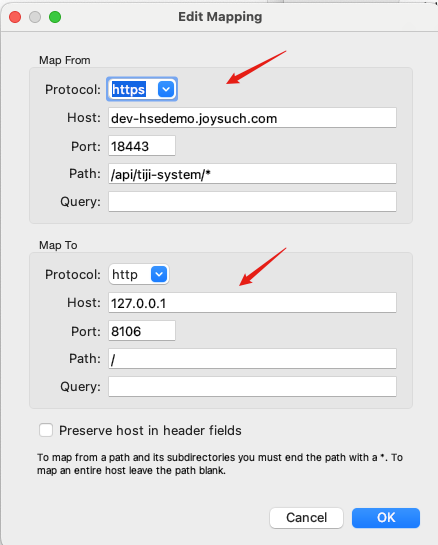 Edit Mapping
Map From
Protocol: https
Host: dev-hsedemo.joysuch.com
Port: 18443
Path: /api/tiji-system/*
Query:
Map To
Protocol: http
Host: 127.0.0.1
Port: 8106
Path: /
Query:
Preserve host in header fields
To map from a path and its subdirectories you must end the path with a *. To
map an entire host leave the path blank.
Cancel OK